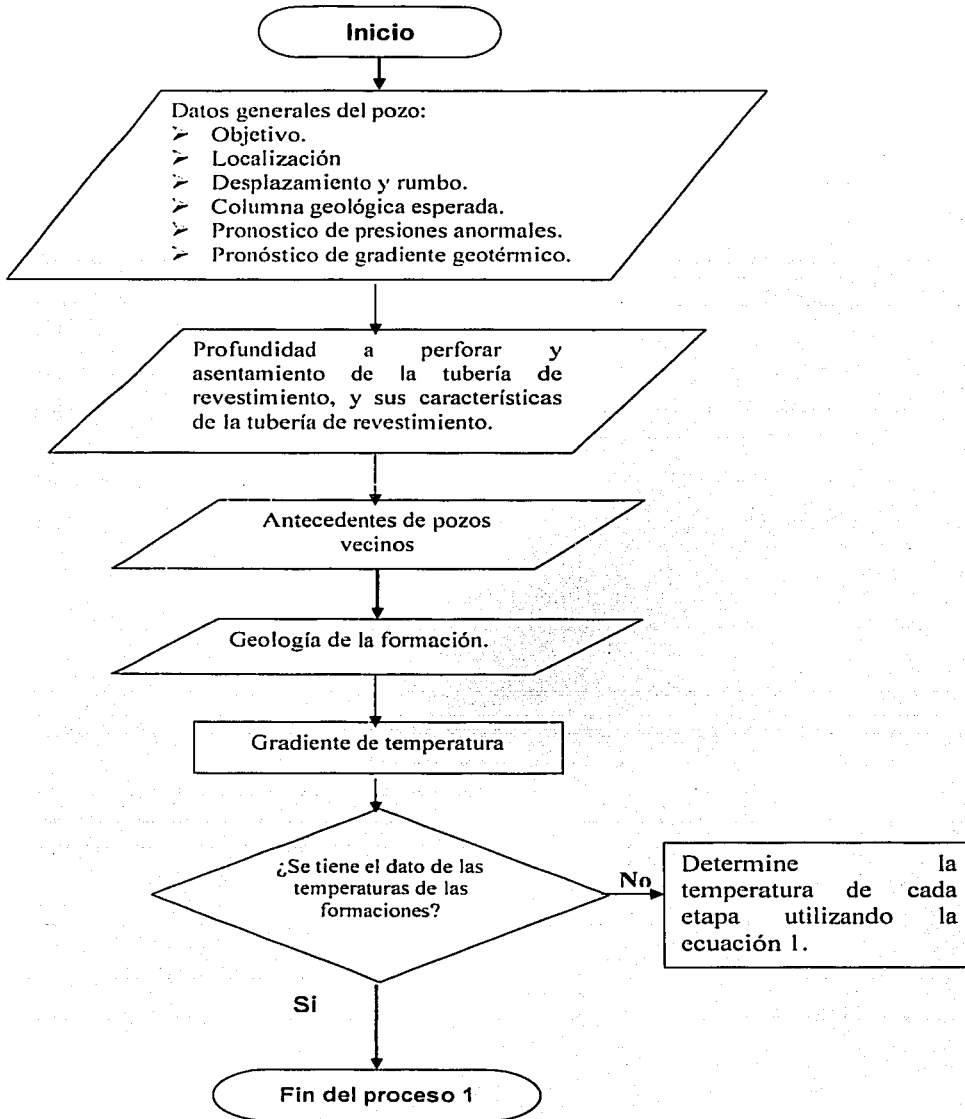 Inicio
Datos generales del pozo:
➢ Objetivo.
➢ Localización
➢ Desplazamiento y rumbo.
➢ Columna geológica esperada.
➢ Pronostico de presiones anormales.
➢ Pronóstico de gradiente geotérmico.
Profundidad a perforar y
asentamiento de la tubería de
revestimiento, y sus características
de la tubería de revestimiento.
Antecedentes de pozos
vecinos
Geología de la formación.
Gradiente de temperatura
¿Se tiene el dato de las
temperaturas de las
formaciones?
No
Determine la
temperatura de cada
etapa utilizando la
ecuación 1.
Si
Fin del proceso 1